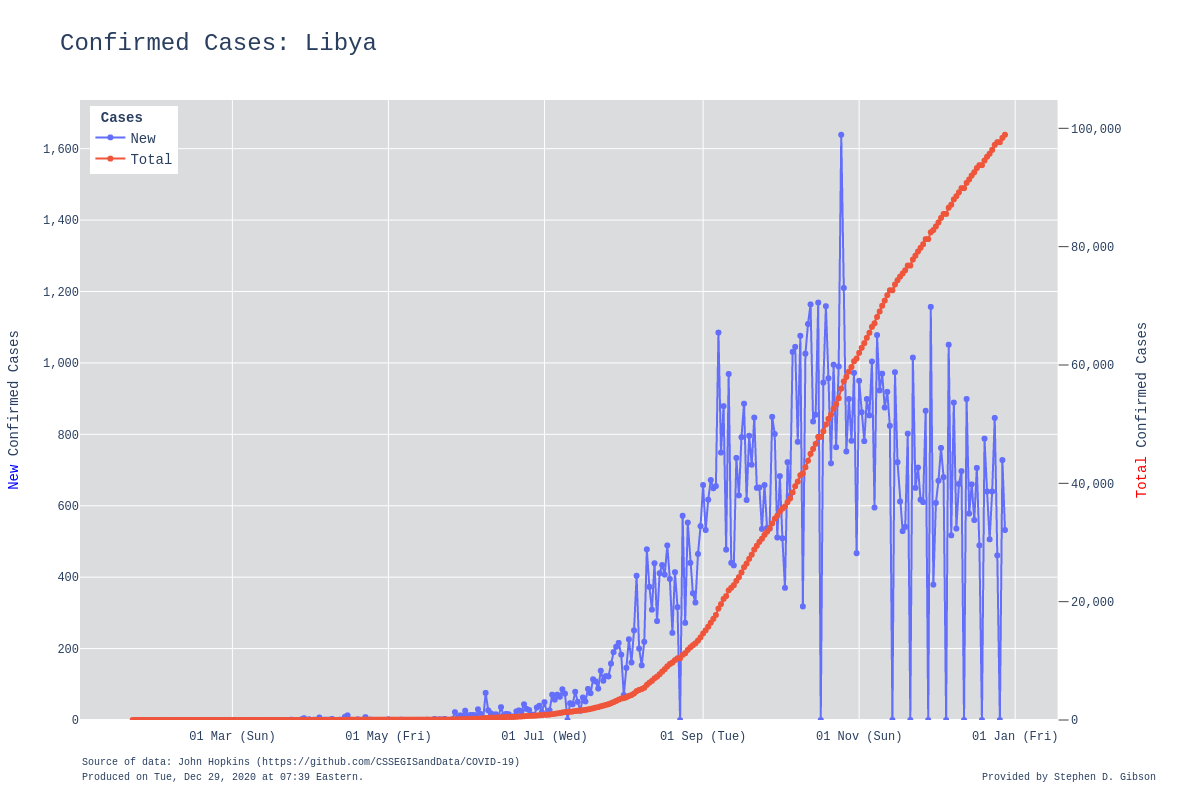 Confirmed Cases: Libya
Cases
New
Total
1,600
1,400
1,200
1,000
800
600
400
200
0
100,000
80,000
60,000
40,000
20,000
0
New Confirmed Cases
Total Confirmed Cases
01 Mar (Sun)
01 May (Fri)
01 Jul (Wed)
01 Sep (Tue)
01 Nov (Sun)
01 Jan (Fri)
Source of data: John Hopkins (https://github.com/CSSEGISandData/COVID-19)
Produced on Tue, Dec 29, 2020 at 07:39 Eastern.
Provided by Stephen D. Gibson